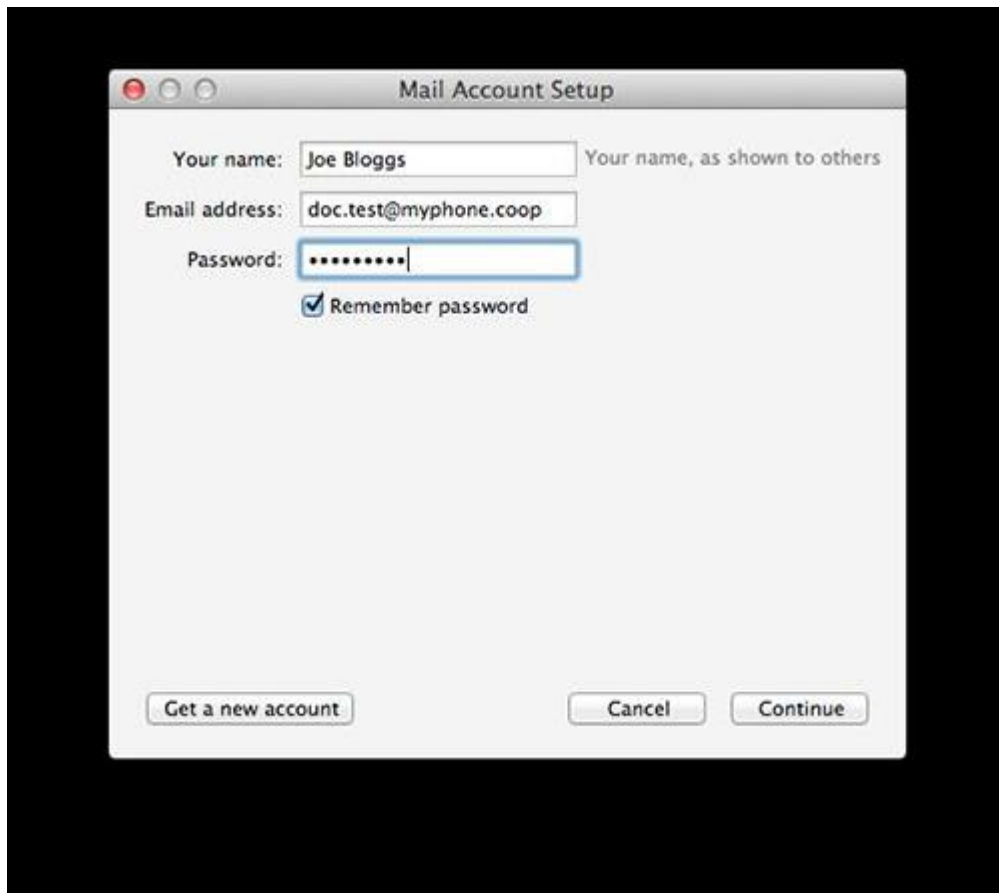 Mail Account Setup
Your name: Joe Bloggs Your name, as shown to others
Email address: doc.test@myphone.coop
Password: •••••••••
Remember password
Get a new account Cancel Continue